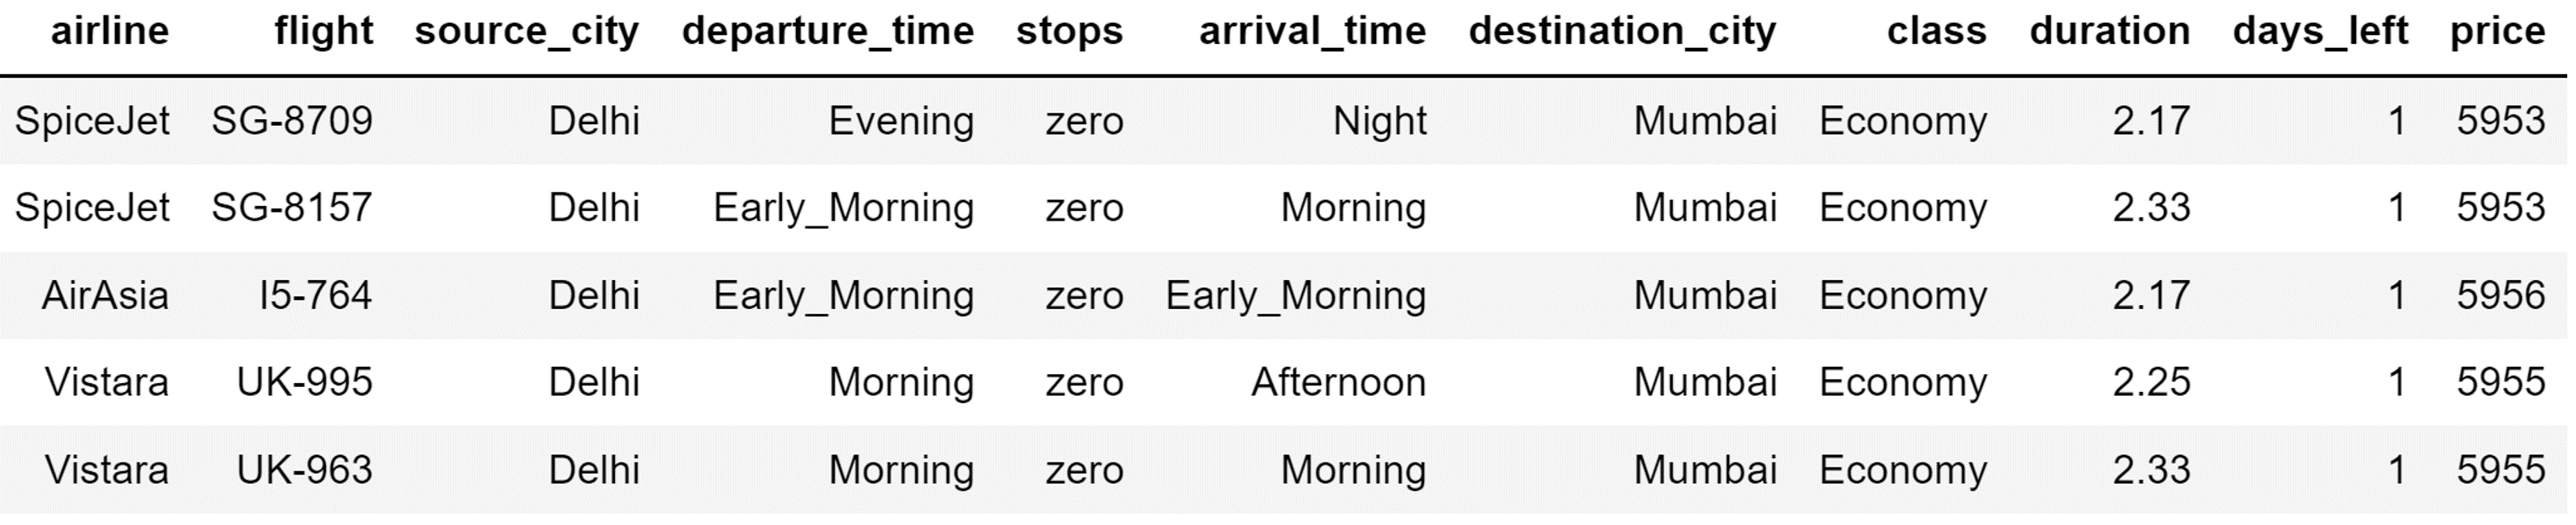 airline flight source_city departure_time stops arrival_time destination_city class duration days_left price
SpiceJet SG-8709 Delhi Evening zero Night Mumbai Economy 2.17 1 5953
SpiceJet SG-8157 Delhi Early_Morning zero Morning Mumbai Economy 2.33 1 5953
AirAsia I5-764 Delhi Early_Morning zero Early_Morning Mumbai Economy 2.17 1 5956
Vistara UK-995 Delhi Morning zero Afternoon Mumbai Economy 2.25 1 5955
Vistara UK-963 Delhi Morning zero Morning Mumbai Economy 2.33 1 5955